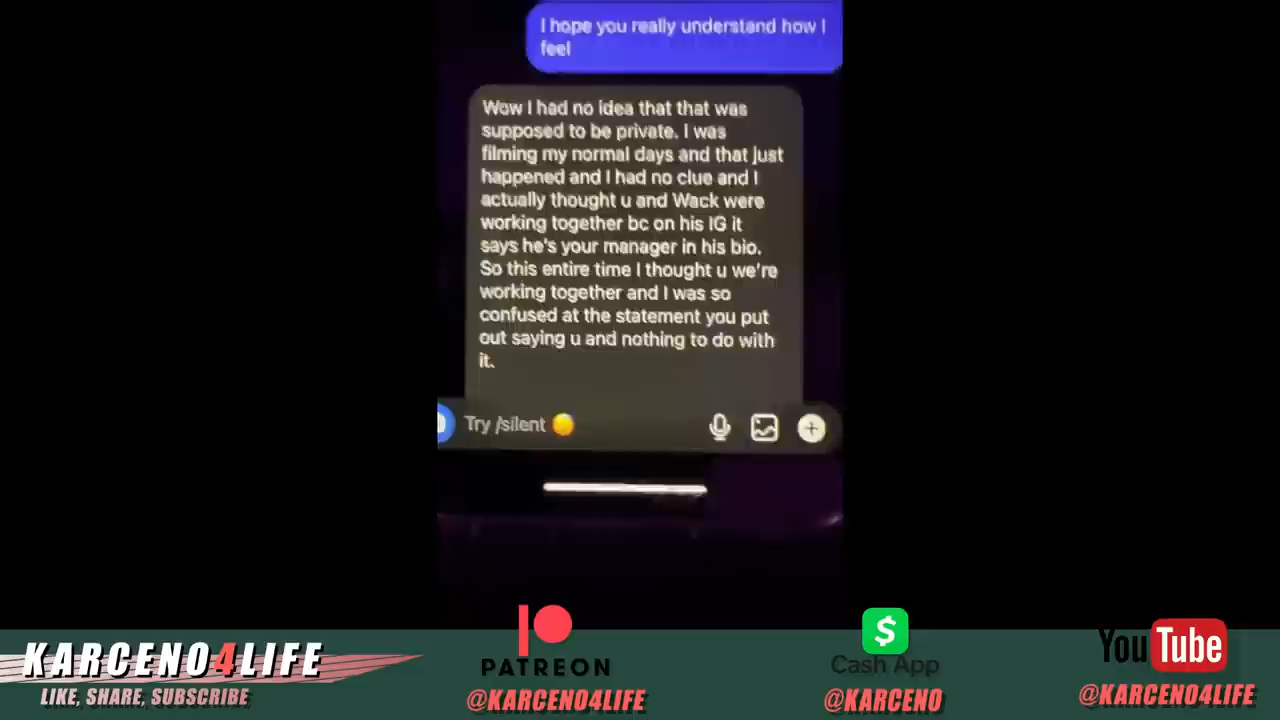 I hope you really understand how I
feel
Wow I had no idea that that was
supposed to be private. I was
filming my normal days and that just
happened and I had no clue and I
actually thought u and Wack were
working together bc on his IG it
says he's your manager in his bio.
So this entire time I thought u we're
working together and I was so
confused at the statement you put
out saying u and nothing to do with
it.
Try /silent
KARCENO4LIFE
LIKE, SHARE, SUBSCRIBE
PATREON
@KARCENO4LIFE
$
Cash App
@KARCENO
YouTube
@KARCENO4LIFE